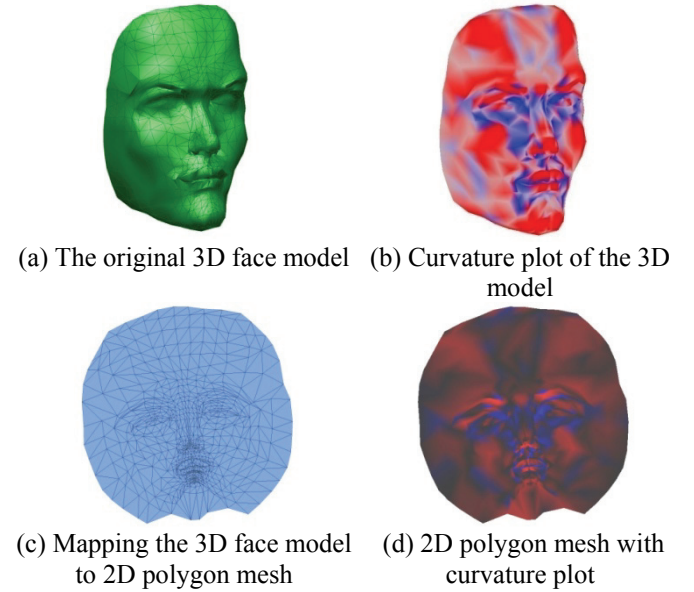 (a) The original 3D face model
(b) Curvature plot of the 3D
model
(c) Mapping the 3D face model
to 2D polygon mesh
(d) 2D polygon mesh with
curvature plot